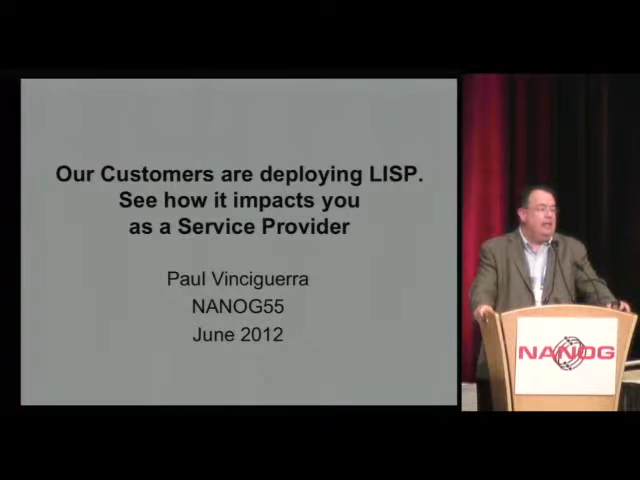 Our Customers are deploying LISP.
See how it impacts you
as a Service Provider
Paul Vinciguerra
NANOG55
June 2012
NANOG